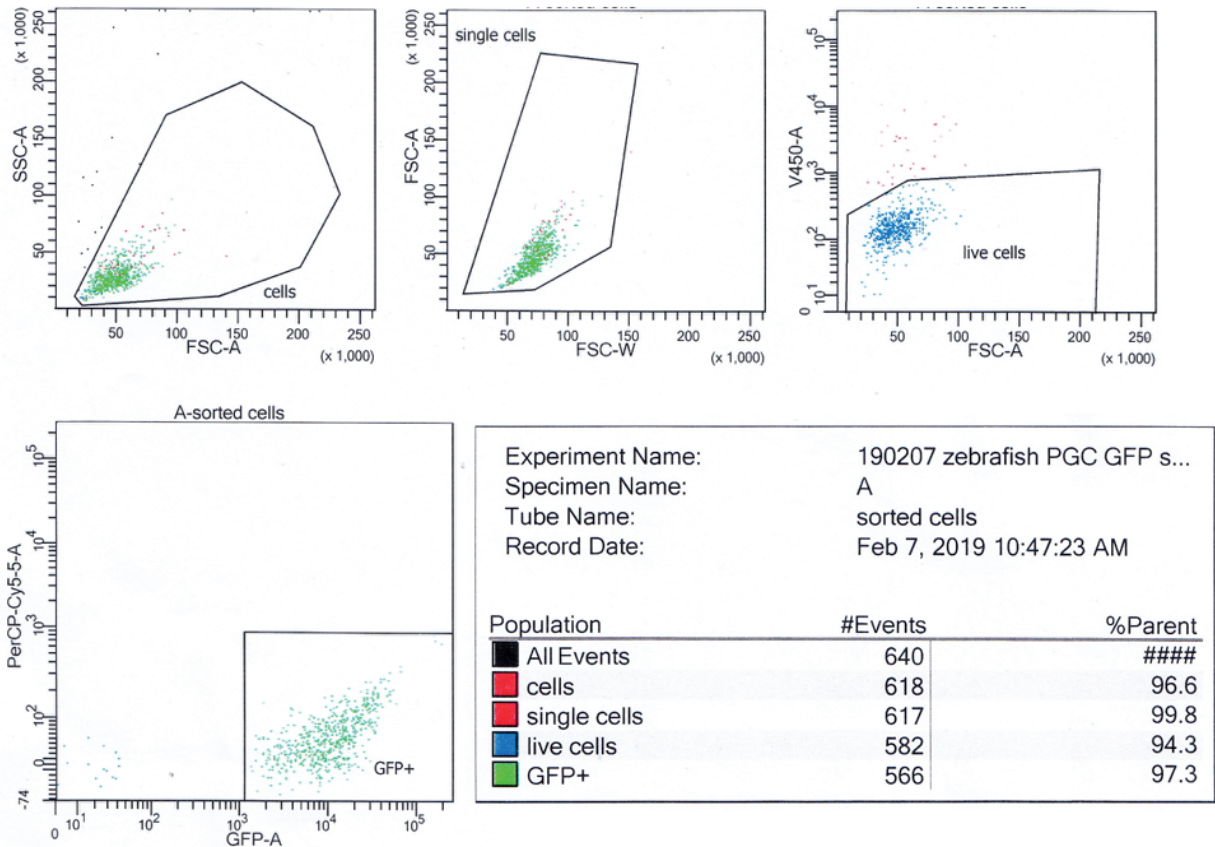 A-sorted cells
A-sorted cells
(x 1,000)
250
200
150
100
50
SSC-A
cells
50 100 150 200 250
FSC-A
(x 1,000)
single cells
(x 1,000)
250
200
150
100
50
FSC-A
50 100 150 200 250
FSC-W
(x 1,000)
10^5
10^4
10^3
10^2
10^1
0
V450-A
live cells
50 100 150 200 250
FSC-A
(x 1,000)
A-sorted cells
10^5
10^4
10^3
10^2
0
-74
PerCP-Cy5-5-A
GFP+
0 10^1 10^2 10^3 10^4 10^5
GFP-A
Experiment Name: 190207 zebrafish PGC GFP s...
Specimen Name: A
Tube Name: sorted cells
Record Date: Feb 7, 2019 10:47:23 AM
Population #Events %Parent
All Events 640 ####
cells 618 96.6
single cells 617 99.8
live cells 582 94.3
GFP+ 566 97.3